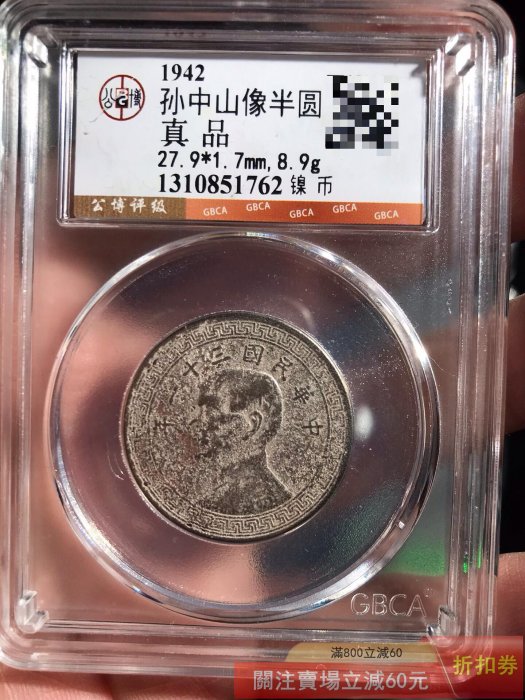 1942
公博 G
孙中山像半圆
真品
27.9*1.7mm,8.9g
1310851762 镍 币
公博评级 GBCA GBCA GBCA GBCA GBCA
年一十三國民華中
GBCA
滿800立減60
關注賣場立減60元 折扣券